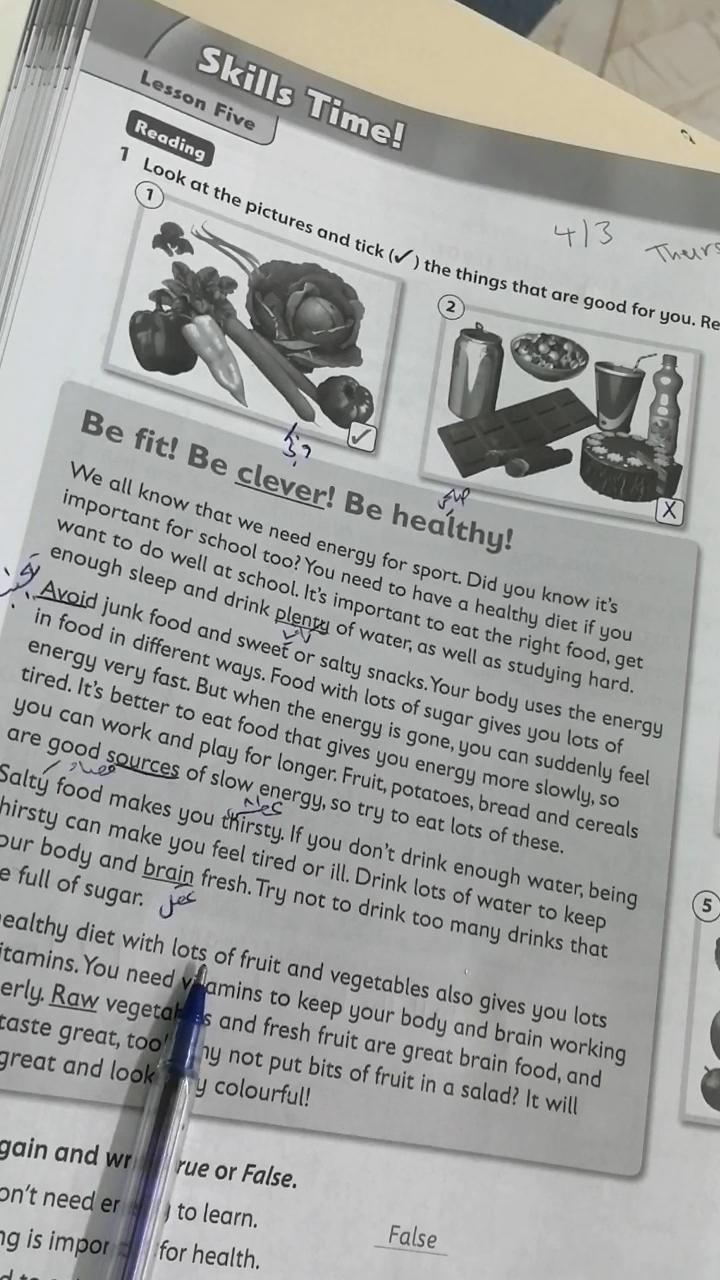 Skills Time!
Lesson Five
Reading
1 Look at the pictures and tick (✓) the things that are good for you. Re
4/3 Thurs
1
2
✓
X
Be fit! Be clever! Be healthy!
We all know that we need energy for sport. Did you know it's
important for school too? You need to have a healthy diet if you
want to do well at school. It's important to eat the right food, get
enough sleep and drink plenty of water, as well as studying hard.
Avoid junk food and sweet or salty snacks. Your body uses the energy
in food in different ways. Food with lots of sugar gives you lots of
energy very fast. But when the energy is gone, you can suddenly feel
tired. It's better to eat food that gives you energy more slowly, so
you can work and play for longer. Fruit, potatoes, bread and cereals
are good sources of slow energy, so try to eat lots of these.
Salty food makes you thirsty. If you don't drink enough water, being
hirsty can make you feel tired or ill. Drink lots of water to keep
our body and brain fresh. Try not to drink too many drinks that
e full of sugar.
ealthy diet with lots of fruit and vegetables also gives you lots
itamins. You need vitamins to keep your body and brain working
erly. Raw vegetables and fresh fruit are great brain food, and
taste great, too! hy not put bits of fruit in a salad? It will
great and look y colourful!
5
gain and wr rue or False.
on't need er to learn.
False
ng is impor for health.